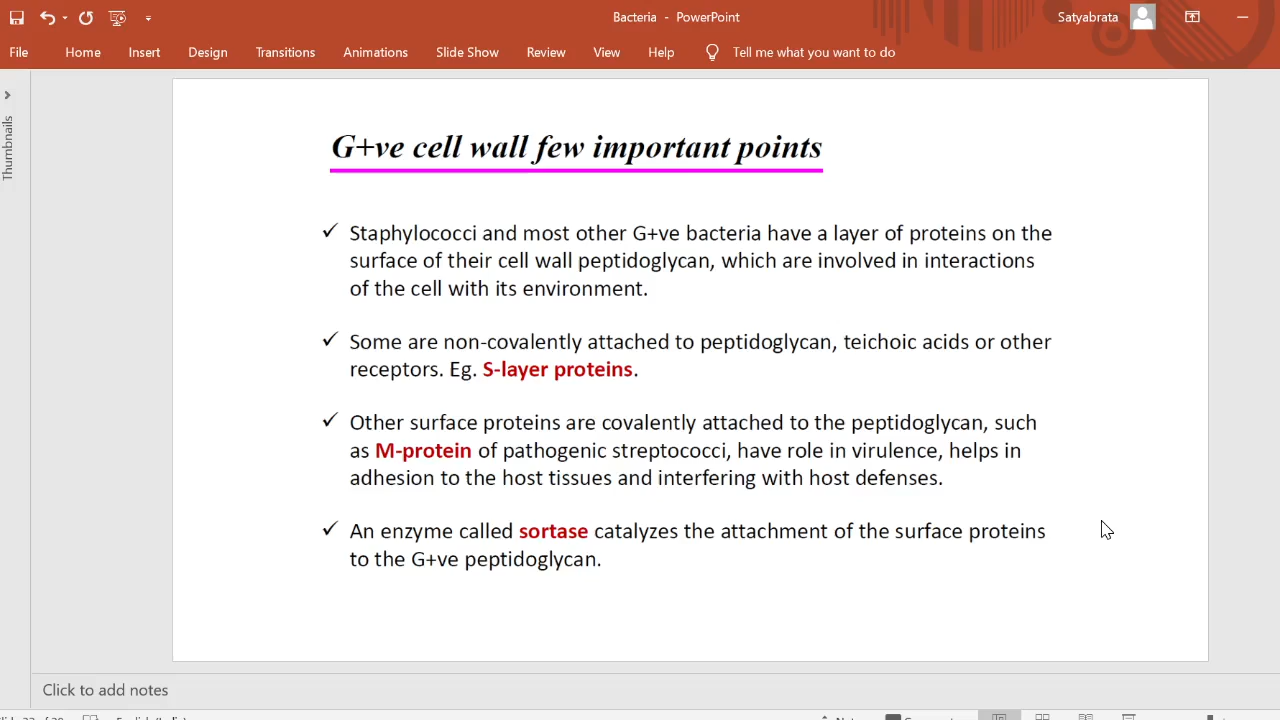 Bacteria - PowerPoint
Satyabrata
File Home Insert Design Transitions Animations Slide Show Review View Help Tell me what you want to do
Thumbnails
G+ve cell wall few important points
✓ Staphylococci and most other G+ve bacteria have a layer of proteins on the
surface of their cell wall peptidoglycan, which are involved in interactions
of the cell with its environment.
✓ Some are non-covalently attached to peptidoglycan, teichoic acids or other
receptors. Eg. S-layer proteins.
✓ Other surface proteins are covalently attached to the peptidoglycan, such
as M-protein of pathogenic streptococci, have role in virulence, helps in
adhesion to the host tissues and interfering with host defenses.
✓ An enzyme called sortase catalyzes the attachment of the surface proteins
to the G+ve peptidoglycan.
Click to add notes